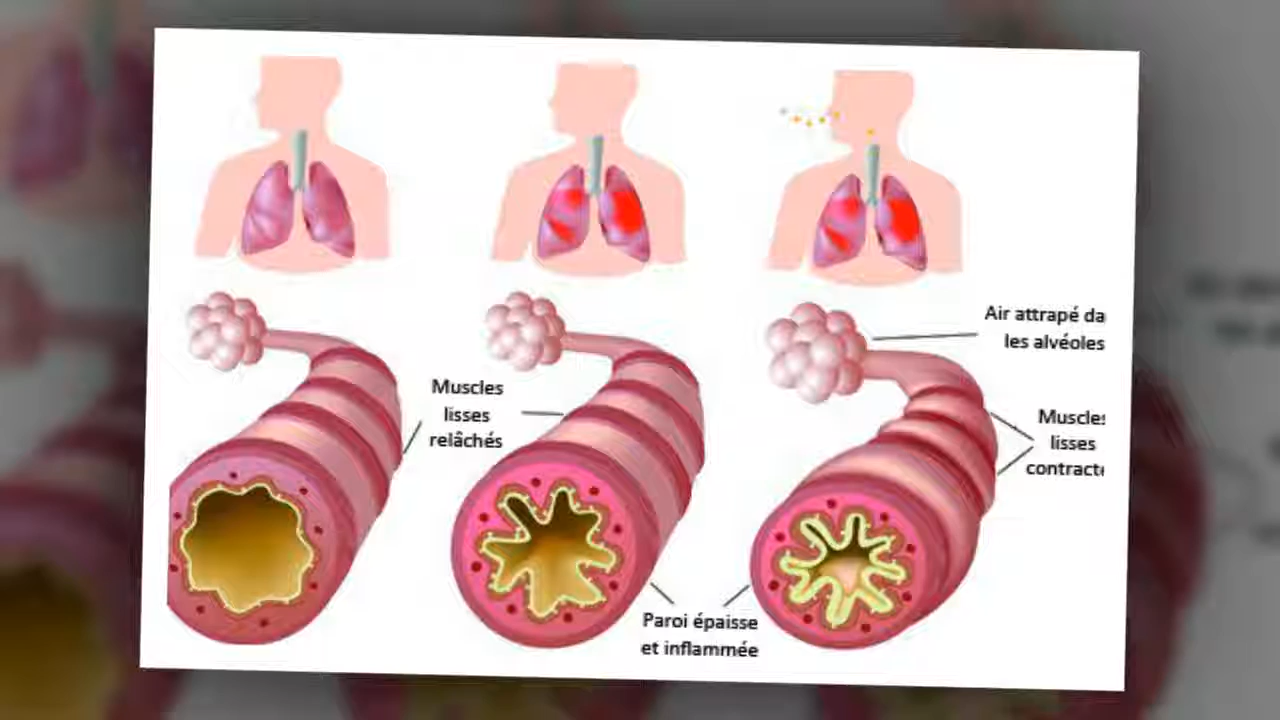 Air attrapé da
les alvéoles
Muscles
lisses
relâchés
Muscles
lisses
contracté
Paroi épaisse
et inflammée